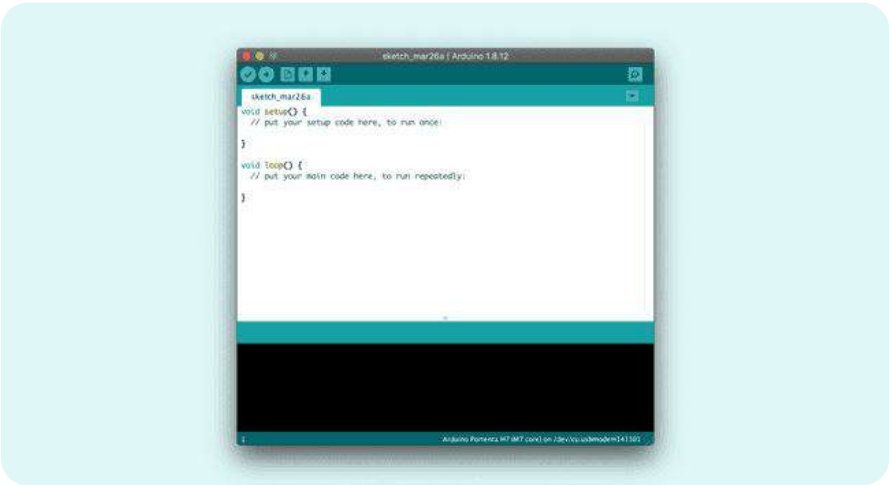 sketch_mar26a | Arduino 1.8.12
sketch_mar26a
void setup() {
// put your setup code here, to run once:
}
void loop() {
// put your main code here, to run repeatedly:
}
1
Arduino Portenta H7 (M7 core) on /dev/cu.usbmodem141101